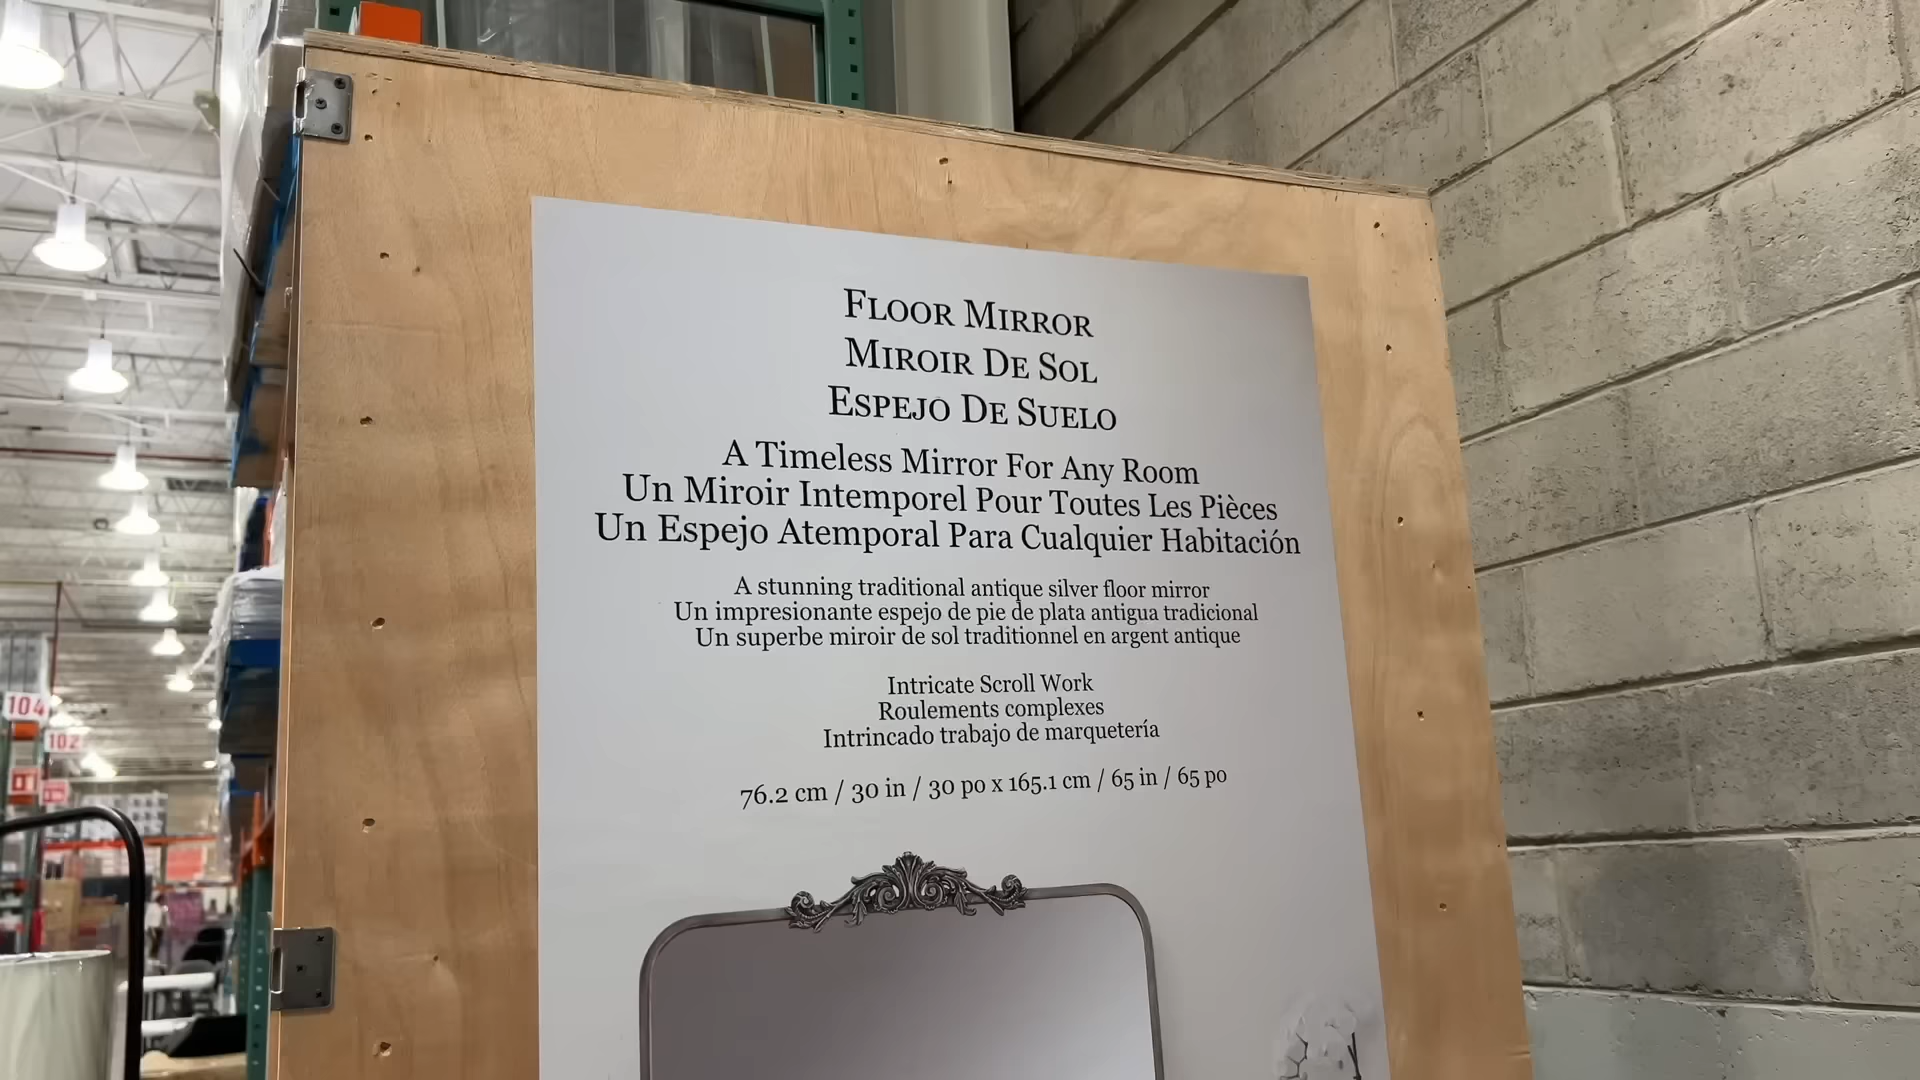 FLOOR MIRROR
MIROIR DE SOL
ESPEJO DE SUELO
A Timeless Mirror For Any Room
Un Miroir Intemporel Pour Toutes Les Pièces
Un Espejo Atemporal Para Cualquier Habitación
A stunning traditional antique silver floor mirror
Un impresionante espejo de pie de plata antigua tradicional
Un superbe miroir de sol traditionnel en argent antique
Intricate Scroll Work
Roulements complexes
Intrincado trabajo de marquetería
76.2 cm / 30 in / 30 po x 165.1 cm / 65 in / 65 po
104
102